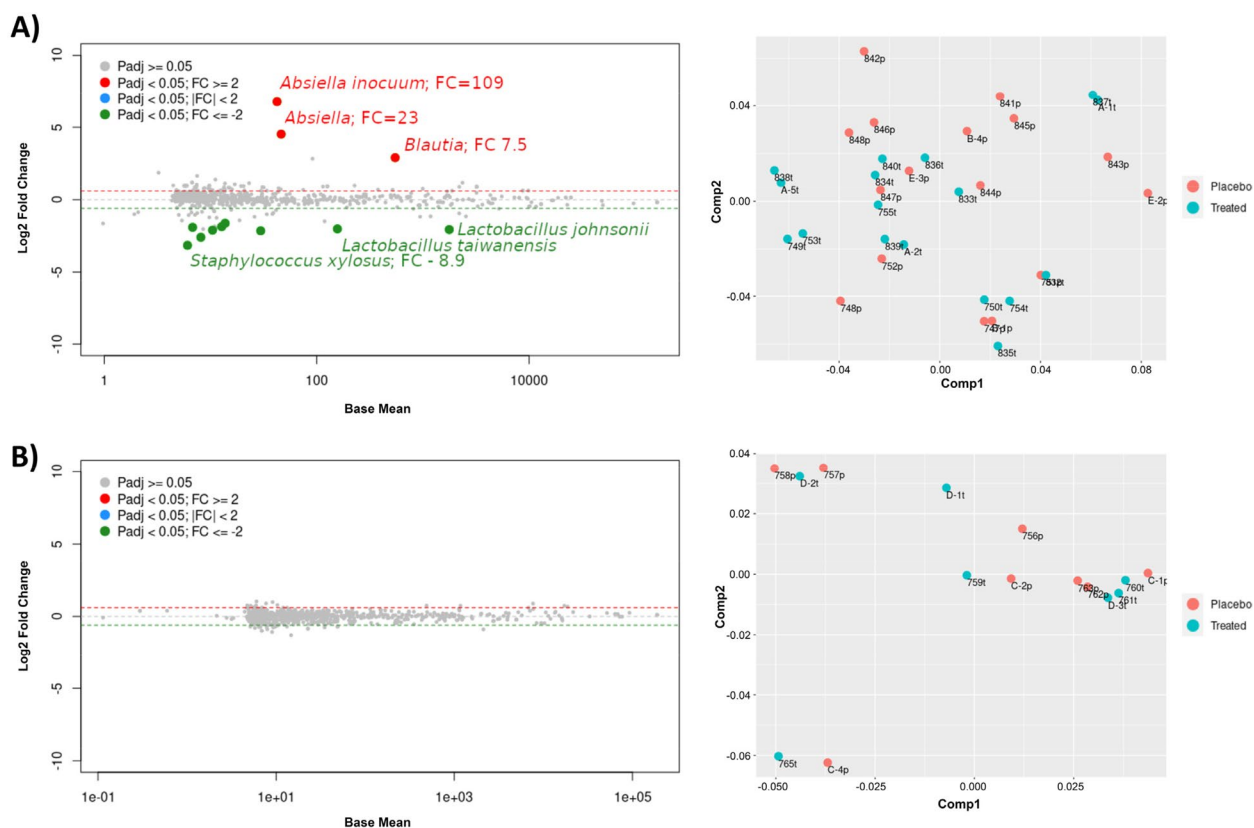 A)
Log2 Fold Change
10
5
0
-5
-10
Padj >= 0.05
Padj < 0.05; FC >= 2
Padj < 0.05; |FC| < 2
Padj < 0.05; FC <= -2
Absiella inocuum; FC=109
Absiella; FC=23
Blautia; FC 7.5
Lactobacillus johnsonii
Lactobacillus taiwanensis
Staphylococcus xylosus; FC - 8.9
1 100 10000
Base Mean
Comp2
0.04
0.00
-0.04
842p
837t
A-1t
841p
845p
846p
848p
B-4p
840t
836t
843p
838t
834t
E-3p
A-5t
847p
844p
E-2p
833t
755t
749t
753t
839t
A-2t
752p
748p
750t
754t
835t
-0.04 0.00 0.04 0.08
Comp1
Placebo
Treated
B)
Log2 Fold Change
10
5
0
-5
-10
Padj >= 0.05
Padj < 0.05; FC >= 2
Padj < 0.05; |FC| < 2
Padj < 0.05; FC <= -2
1e-01 1e+01 1e+03 1e+05
Base Mean
Comp2
0.04
0.02
0.00
-0.02
-0.04
-0.06
758p
757p
D-2t
D-1t
756p
759t
C-2p
763p
762p
760t
C-1p
761t
D-3t
765t
C-4p
-0.050 -0.025 0.000 0.025
Comp1
Placebo
Treated